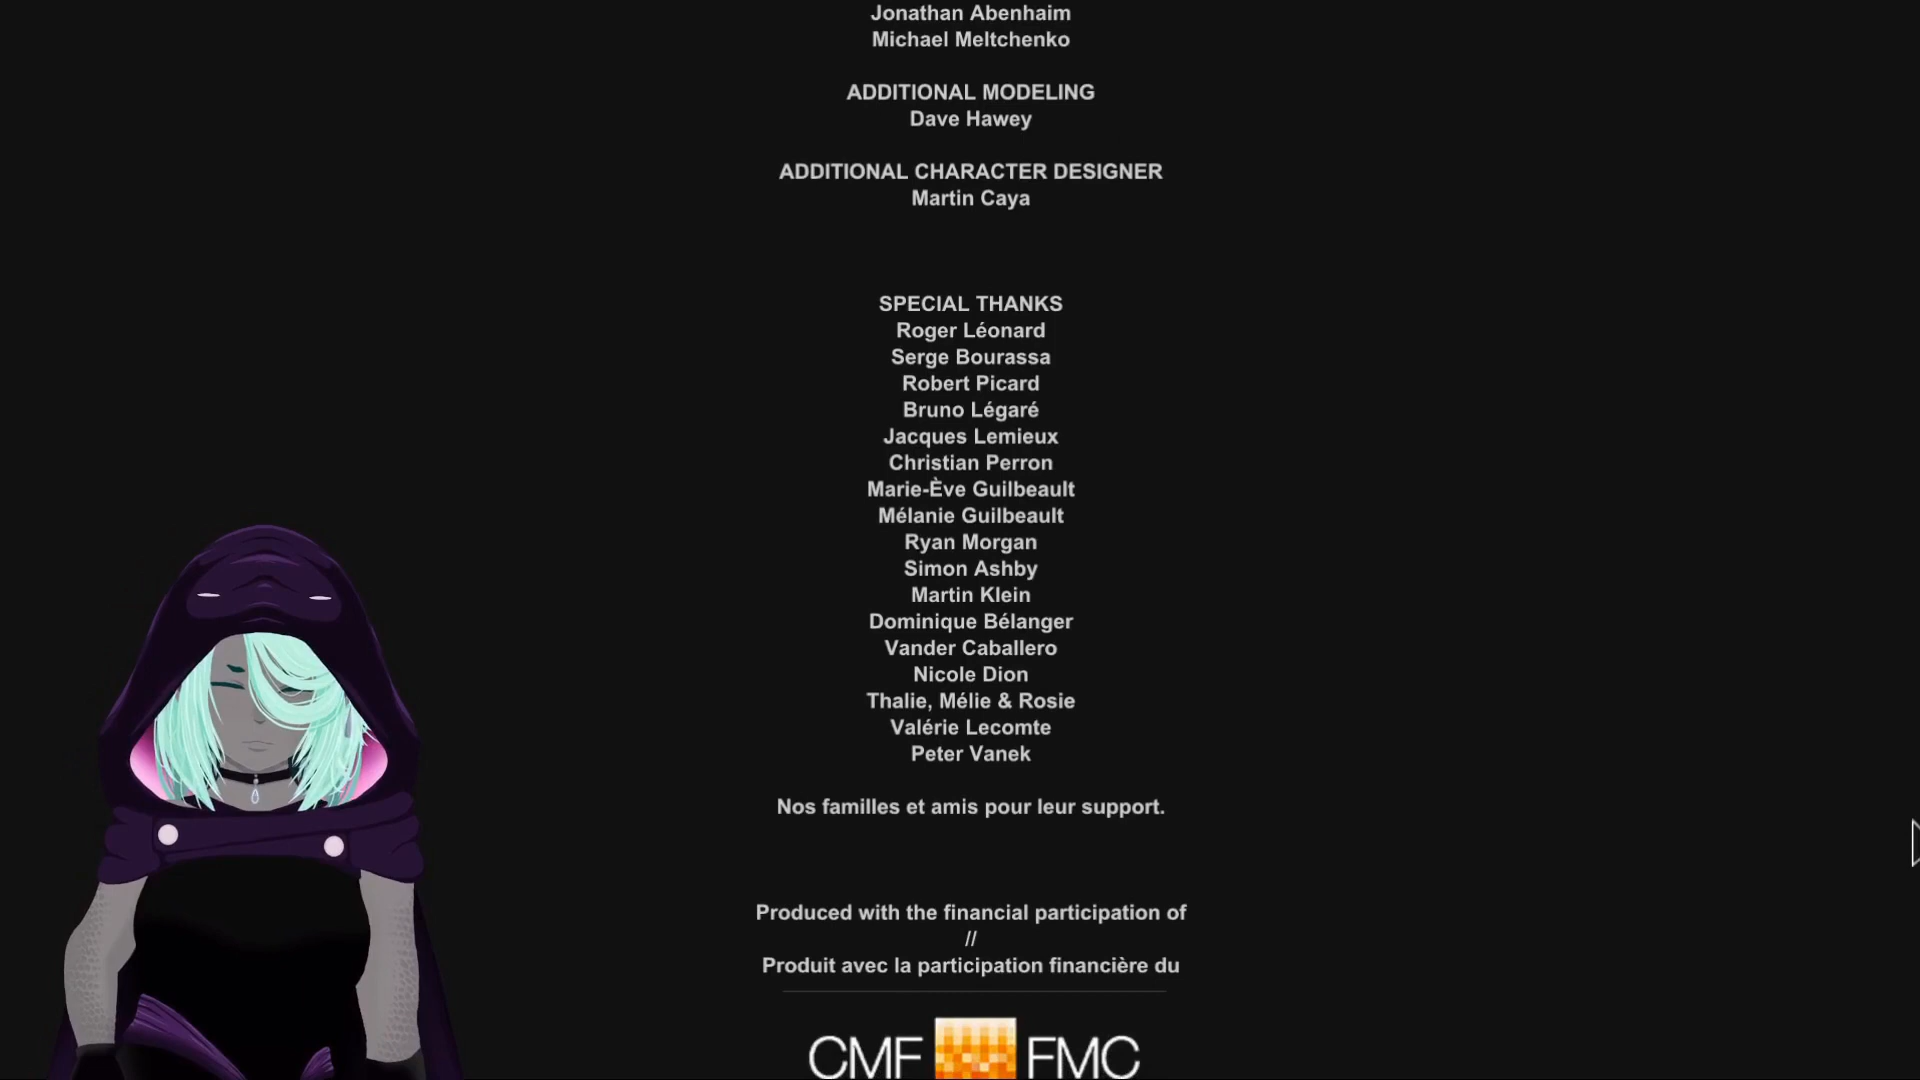 Jonathan Abenhaim
Michael Meltchenko
ADDITIONAL MODELING
Dave Hawey
ADDITIONAL CHARACTER DESIGNER
Martin Caya
SPECIAL THANKS
Roger Léonard
Serge Bourassa
Robert Picard
Bruno Légaré
Jacques Lemieux
Christian Perron
Marie-Ève Guilbeault
Mélanie Guilbeault
Ryan Morgan
Simon Ashby
Martin Klein
Dominique Bélanger
Vander Caballero
Nicole Dion
Thalie, Mélie & Rosie
Valérie Lecomte
Peter Vanek
Nos familles et amis pour leur support.
Produced with the financial participation of
//
Produit avec la participation financière du
CMF FMC